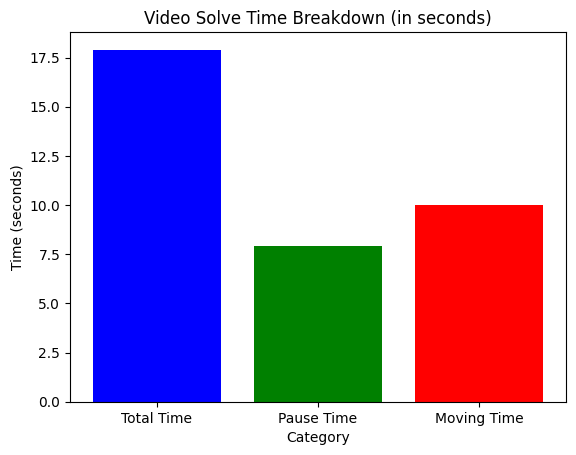 Video Solve Time Breakdown (in seconds)
Time (seconds)
17.5
15.0
12.5
10.0
7.5
5.0
2.5
0.0
Total Time
Pause Time
Moving Time
Category